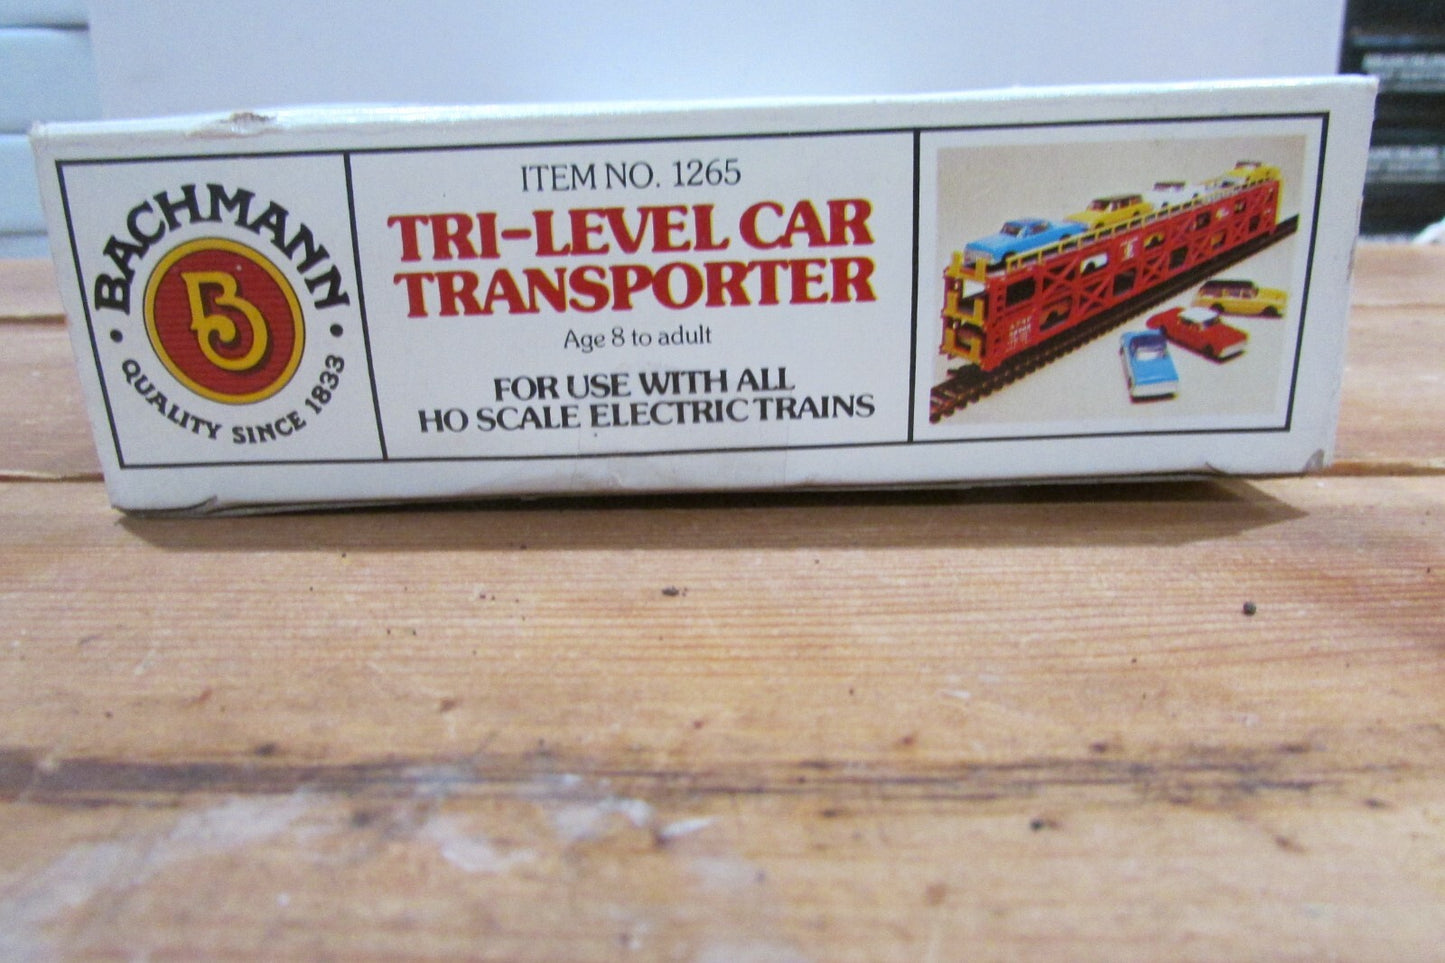 BACHMANN
B
• QUALITY SINCE 1833 •
ITEM NO. 1265
TRI-LEVEL CAR
TRANSPORTER
Age 8 to adult
FOR USE WITH ALL
HO SCALE ELECTRIC TRAINS